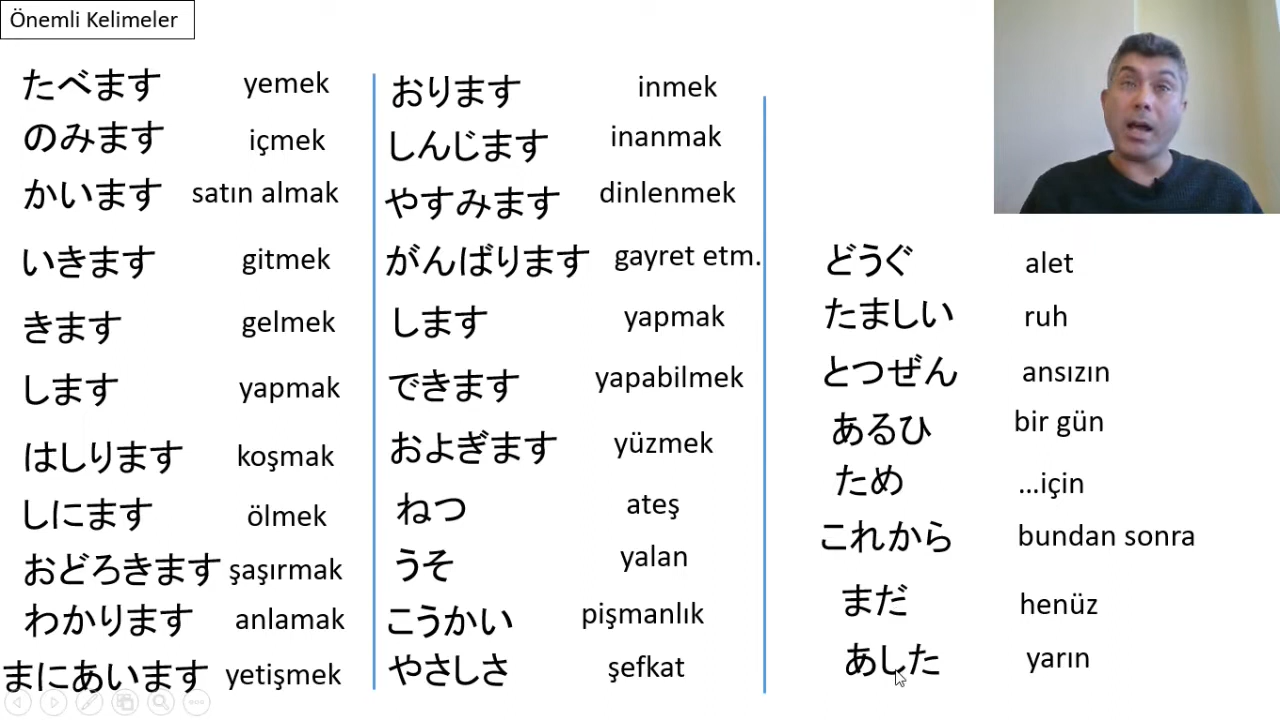 Önemli Kelimeler
たべます yemek
のみます içmek
かいます satın almak
いきます gitmek
きます gelmek
します yapmak
はしります koşmak
しにます ölmek
おどろきます şaşırmak
わかります anlamak
まにあいます yetişmek
おります inmek
しんじます inanmak
やすみます dinlenmek
がんばります gayret etm.
します yapmak
できます yapabilmek
およぎます yüzmek
ねつ ateş
うそ yalan
こうかい pişmanlık
やさしさ şefkat
どうぐ alet
たましい ruh
とつぜん ansızın
あるひ bir gün
ため ...için
これから bundan sonra
まだ henüz
あした yarın